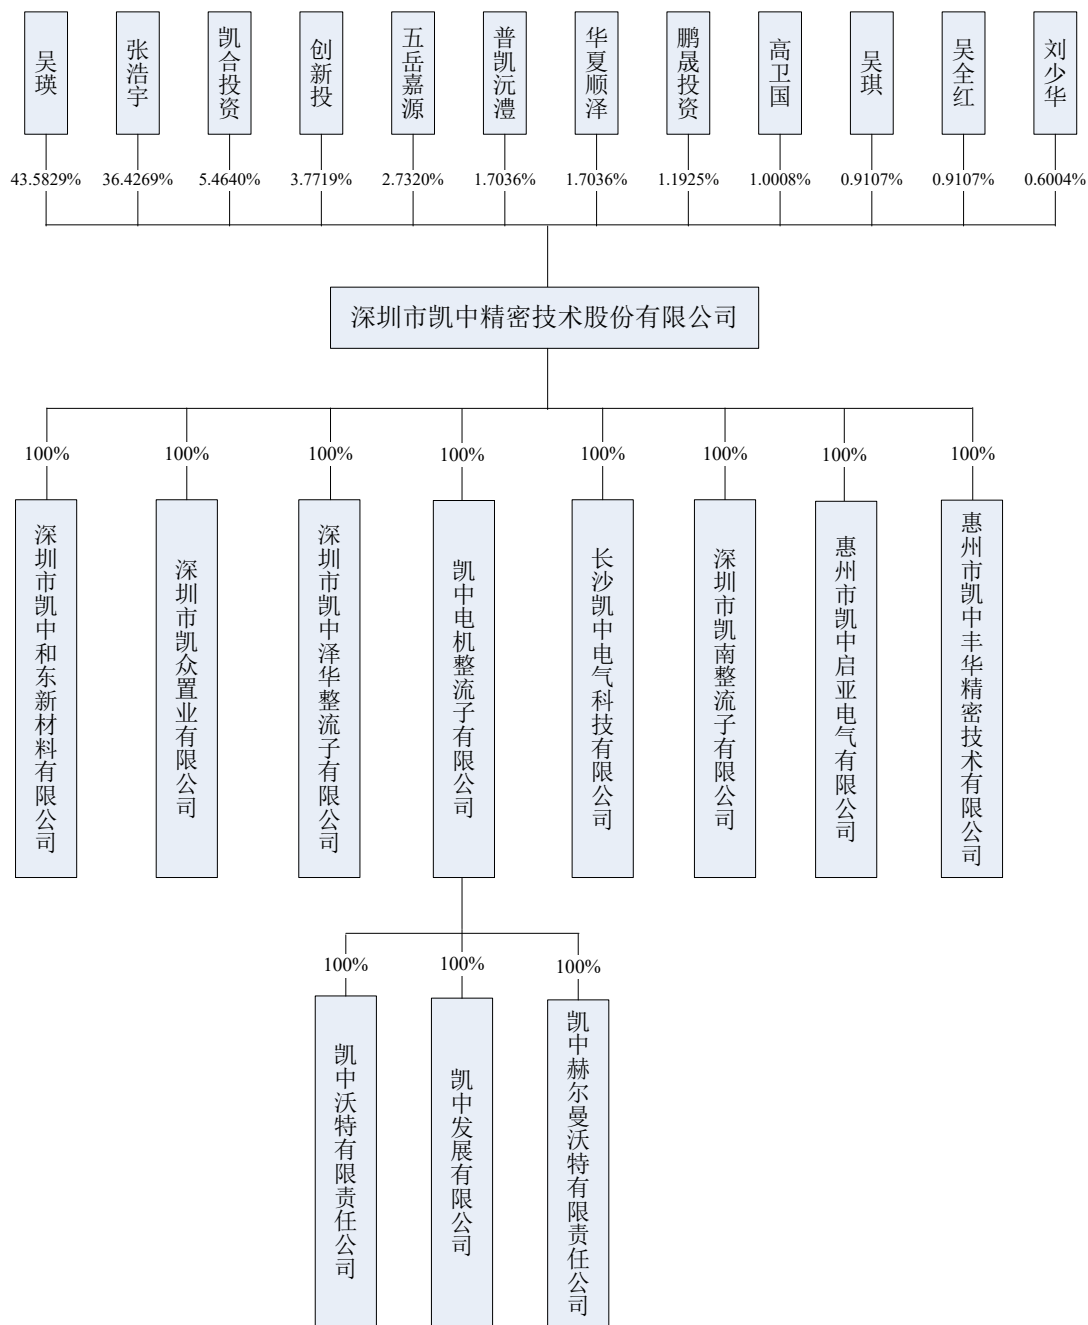 吴瑛
张浩宇
凯合投资
创新投
五岳嘉源
普凯沅澧
华夏顺泽
鹏晟投资
高卫国
吴琪
吴全红
刘少华
43.5829%
36.4269%
5.4640%
3.7719%
2.7320%
1.7036%
1.7036%
1.1925%
1.0008%
0.9107%
0.9107%
0.6004%
深圳市凯中精密技术股份有限公司
100%
100%
100%
100%
100%
100%
100%
100%
深圳市凯中和东新材料有限公司
深圳市凯众置业有限公司
深圳市凯中泽华整流子有限公司
凯中电机整流子有限公司
长沙凯中电气科技有限公司
深圳市凯南整流子有限公司
惠州市凯中启亚电气有限公司
惠州市凯中丰华精密技术有限公司
100%
100%
100%
凯中沃特有限责任公司
凯中发展有限公司
凯中赫尔曼沃特有限责任公司